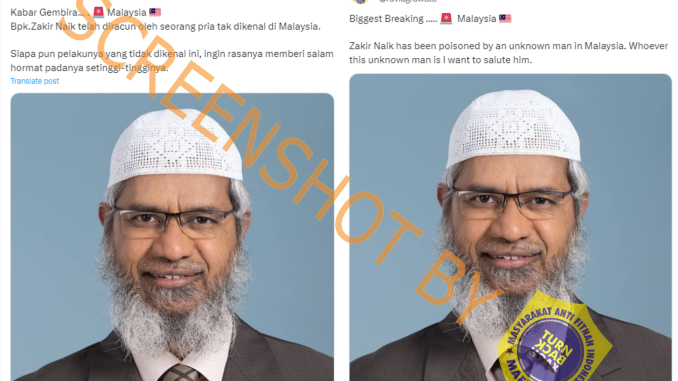 Kabar Gembira..... 🚨 Malaysia 🇲🇾
Bpk.Zakir Naik telah diracun oleh seorang pria tak dikenal di Malaysia.
Siapa pun pelakunya yang tidak dikenal ini, ingin rasanya memberi salam
hormat padanya setinggi-tingginya.
Translate post
Biggest Breaking ..... 🚨 Malaysia 🇲🇾
Zakir Naik has been poisoned by an unknown man in Malaysia. Whoever
this unknown man is I want to salute him.
SCREENSHOT BY
MASYARAKAT ANTI FITNAH INDONES
TURN
BACK